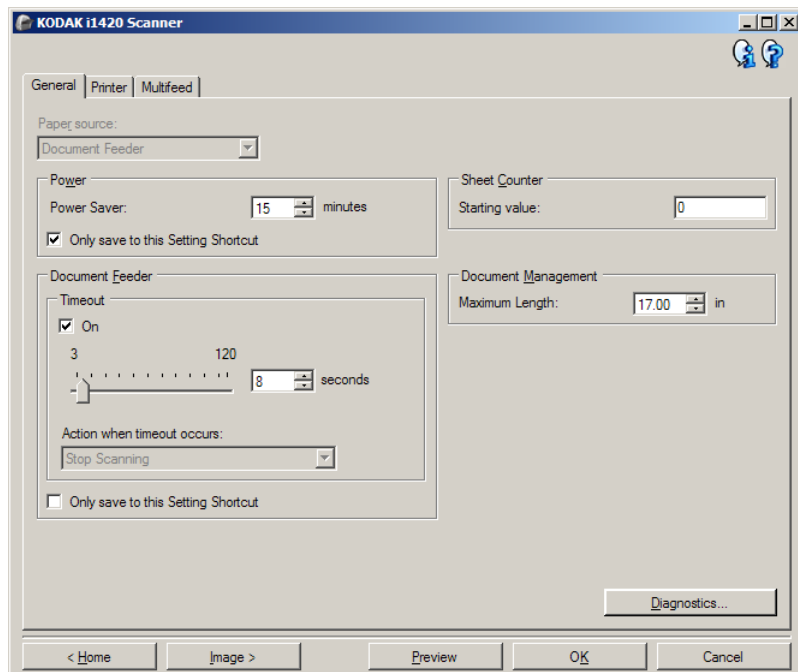 KODAK i1420 Scanner
General Printer Multifeed
Paper source:
Document Feeder
Power
Power Saver: 15 minutes
Only save to this Setting Shortcut
Sheet Counter
Starting value: 0
Document Feeder
Timeout
On
3 120
8 seconds
Action when timeout occurs:
Stop Scanning
Only save to this Setting Shortcut
Document Management
Maximum Length: 17.00 in
Diagnostics...
< Home Image > Preview OK Cancel